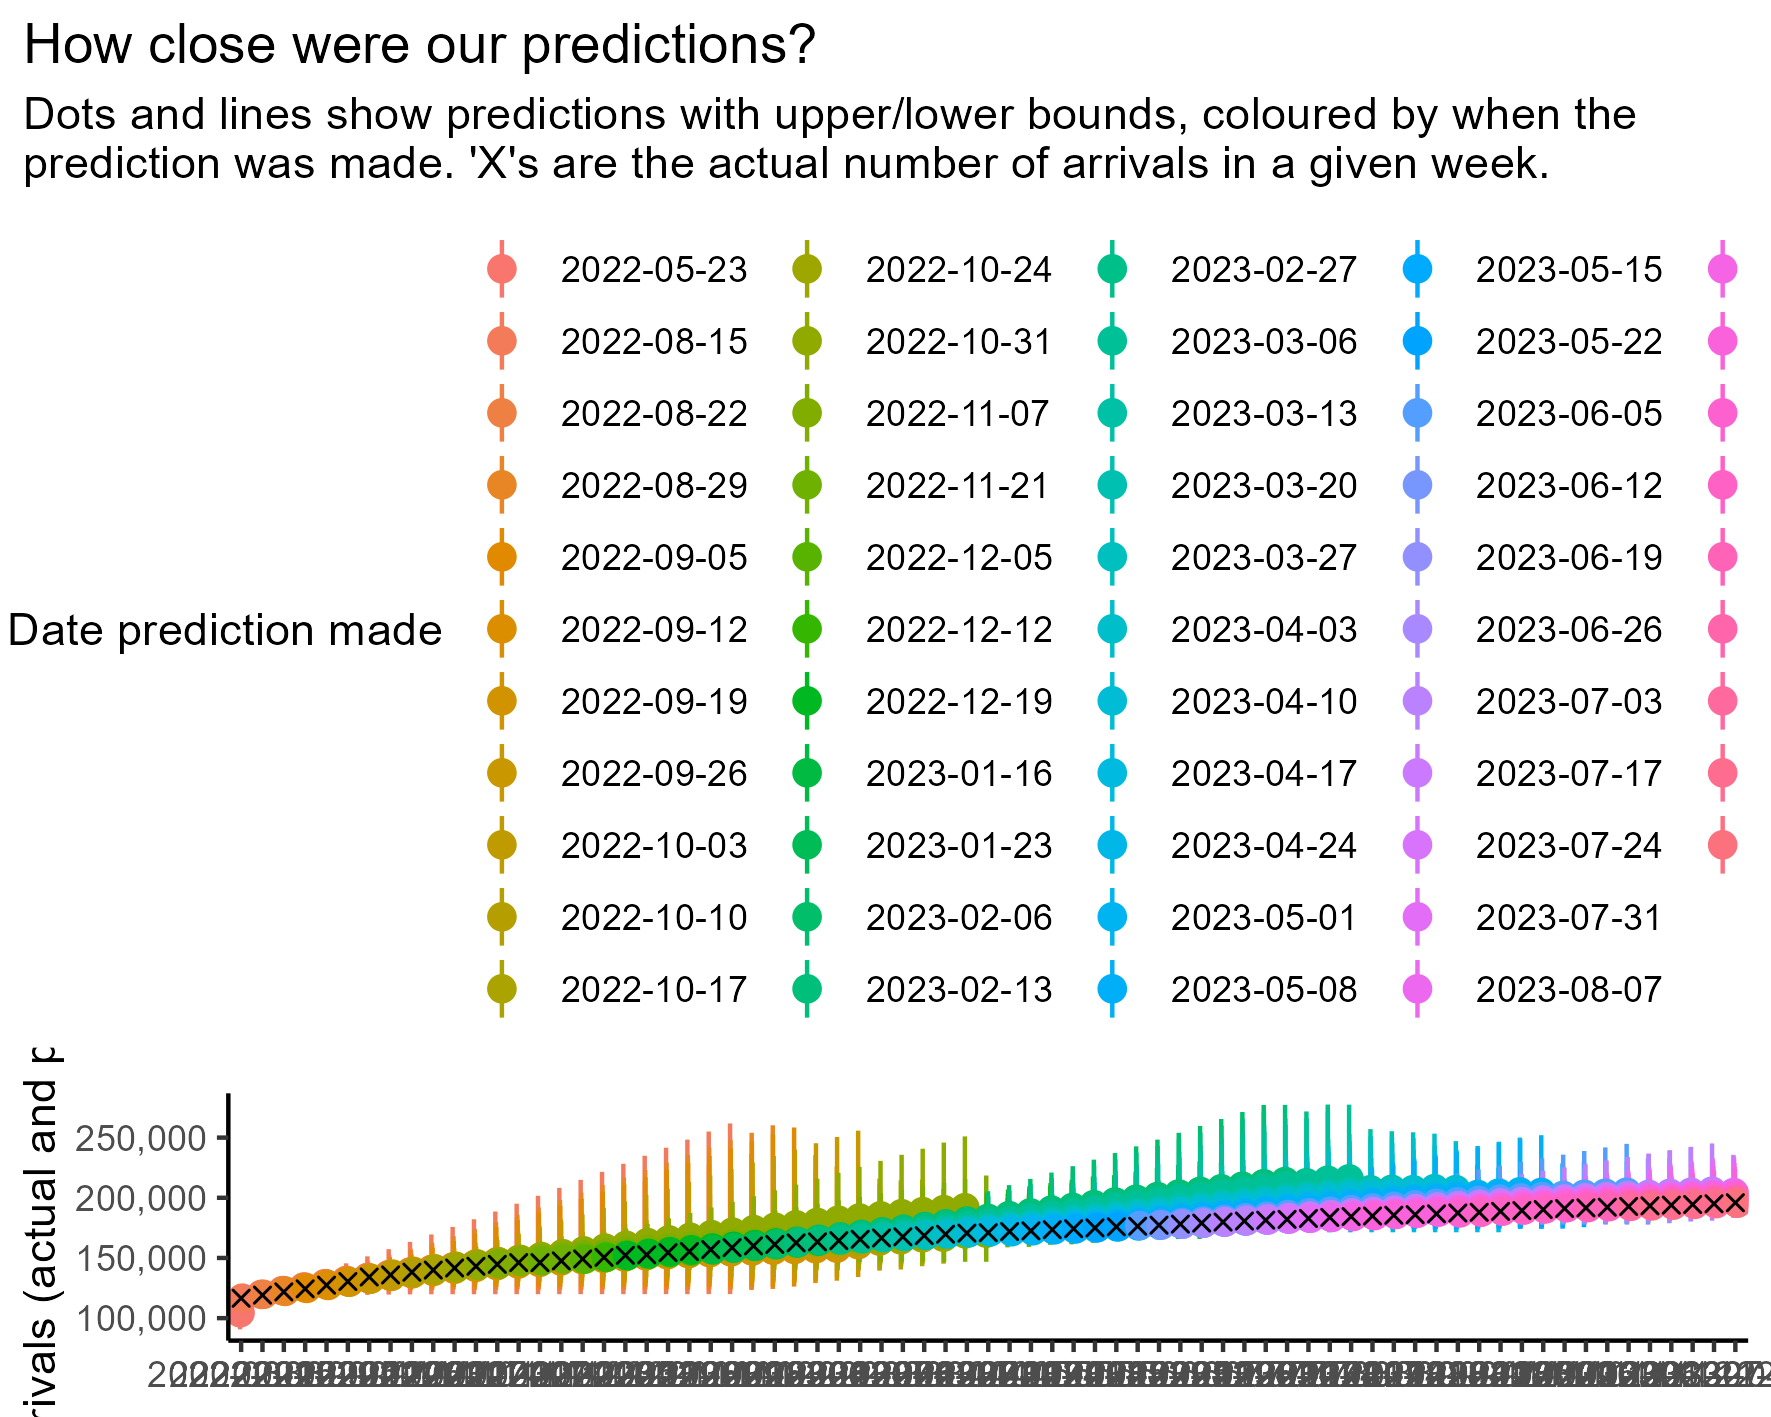 How close were our predictions?
Dots and lines show predictions with upper/lower bounds, coloured by when the
prediction was made. 'X's are the actual number of arrivals in a given week.
Date prediction made
2022-05-23 2022-10-24 2023-02-27 2023-05-15
2022-08-15 2022-10-31 2023-03-06 2023-05-22
2022-08-22 2022-11-07 2023-03-13 2023-06-05
2022-08-29 2022-11-21 2023-03-20 2023-06-12
2022-09-05 2022-12-05 2023-03-27 2023-06-19
2022-09-12 2022-12-12 2023-04-03 2023-06-26
2022-09-19 2022-12-19 2023-04-10 2023-07-03
2022-09-26 2023-01-16 2023-04-17 2023-07-17
2022-10-03 2023-01-23 2023-04-24 2023-07-24
2022-10-10 2023-02-06 2023-05-01 2023-07-31
2022-10-17 2023-02-13 2023-05-08 2023-08-07
rivals (actual and p
250,000
200,000
150,000
100,000